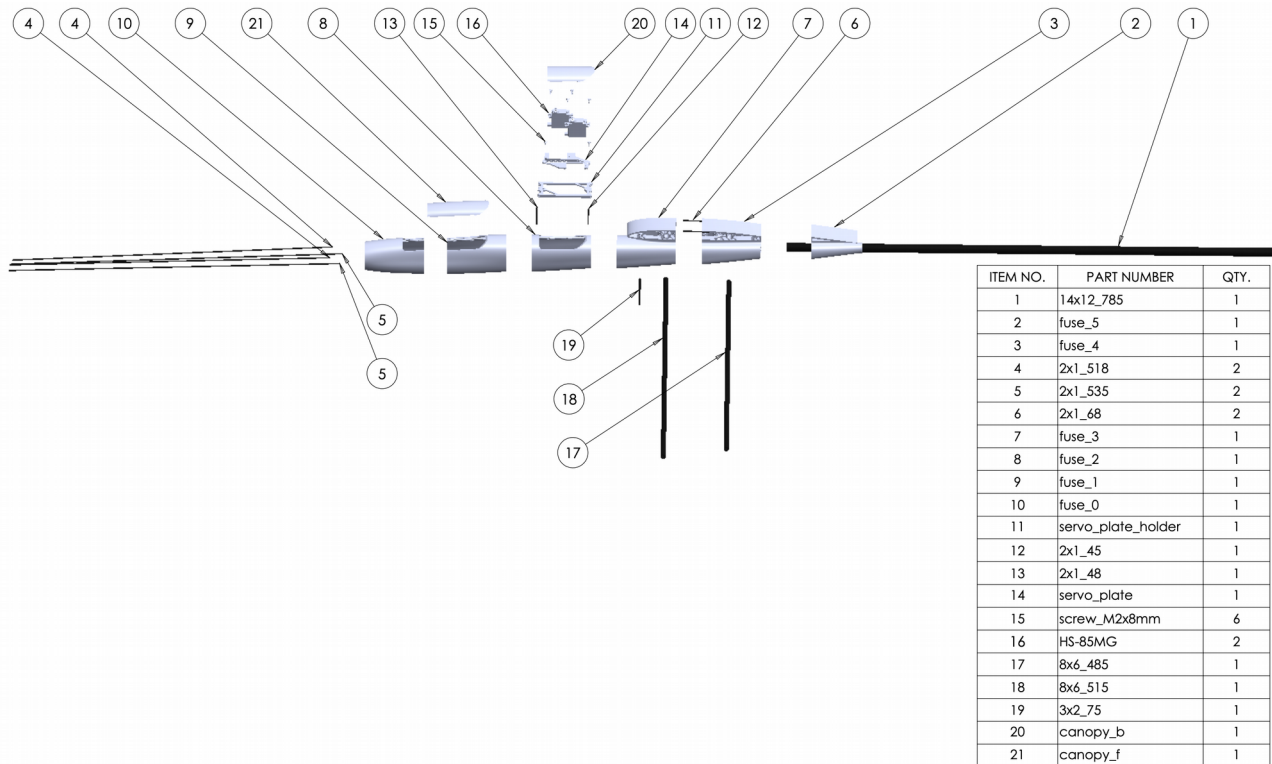 4 4 10 9 21 8 13 15 16 20 14 11 12 7 6 3 2 1
5
5
19
18
17
ITEM NO. PART NUMBER QTY.
1 14x12_785 1
2 fuse_5 1
3 fuse_4 1
4 2x1_518 2
5 2x1_535 2
6 2x1_68 2
7 fuse_3 1
8 fuse_2 1
9 fuse_1 1
10 fuse_0 1
11 servo_plate_holder 1
12 2x1_45 1
13 2x1_48 1
14 servo_plate 1
15 screw_M2x8mm 6
16 HS-85MG 2
17 8x6_485 1
18 8x6_515 1
19 3x2_75 1
20 canopy_b 1
21 canopy_f 1